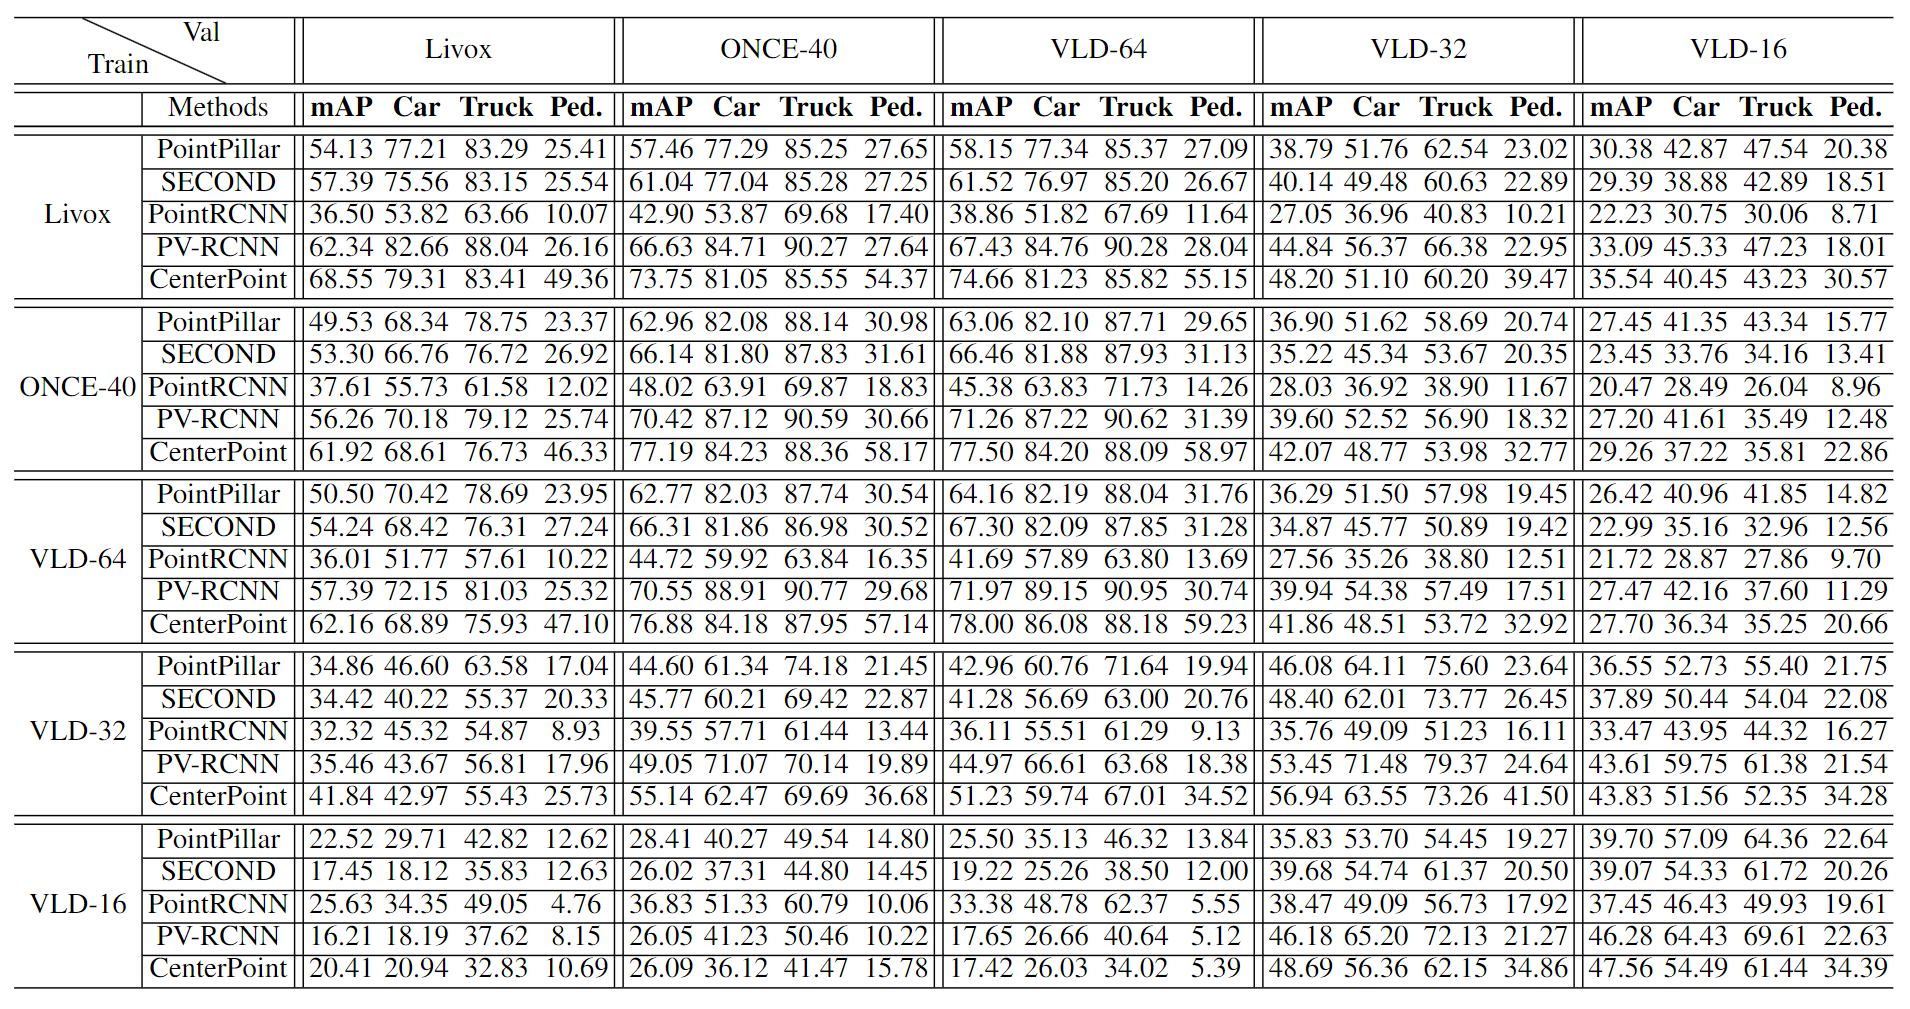 Val
Train
Livox ONCE-40 VLD-64 VLD-32 VLD-16
Methods mAP Car Truck Ped. mAP Car Truck Ped. mAP Car Truck Ped. mAP Car Truck Ped. mAP Car Truck Ped.
PointPillar 54.13 77.21 83.29 25.41 57.46 77.29 85.25 27.65 58.15 77.34 85.37 27.09 38.79 51.76 62.54 23.02 30.38 42.87 47.54 20.38
SECOND 57.39 75.56 83.15 25.54 61.04 77.04 85.28 27.25 61.52 76.97 85.20 26.67 40.14 49.48 60.63 22.89 29.39 38.88 42.89 18.51
Livox PointRCNN 36.50 53.82 63.66 10.07 42.90 53.87 69.68 17.40 38.86 51.82 67.69 11.64 27.05 36.96 40.83 10.21 22.23 30.75 30.06 8.71
PV-RCNN 62.34 82.66 88.04 26.16 66.63 84.71 90.27 27.64 67.43 84.76 90.28 28.04 44.84 56.37 66.38 22.95 33.09 45.33 47.23 18.01
CenterPoint 68.55 79.31 83.41 49.36 73.75 81.05 85.55 54.37 74.66 81.23 85.82 55.15 48.20 51.10 60.20 39.47 35.54 40.45 43.23 30.57
PointPillar 49.53 68.34 78.75 23.37 62.96 82.08 88.14 30.98 63.06 82.10 87.71 29.65 36.90 51.62 58.69 20.74 27.45 41.35 43.34 15.77
SECOND 53.30 66.76 76.72 26.92 66.14 81.80 87.83 31.61 66.46 81.88 87.93 31.13 35.22 45.34 53.67 20.35 23.45 33.76 34.16 13.41
ONCE-40 PointRCNN 37.61 55.73 61.58 12.02 48.02 63.91 69.87 18.83 45.38 63.83 71.73 14.26 28.03 36.92 38.90 11.67 20.47 28.49 26.04 8.96
PV-RCNN 56.26 70.18 79.12 25.74 70.42 87.12 90.59 30.66 71.26 87.22 90.62 31.39 39.60 52.52 56.90 18.32 27.20 41.61 35.49 12.48
CenterPoint 61.92 68.61 76.73 46.33 77.19 84.23 88.36 58.17 77.50 84.20 88.09 58.97 42.07 48.77 53.98 32.77 29.26 37.22 35.81 22.86
PointPillar 50.50 70.42 78.69 23.95 62.77 82.03 87.74 30.54 64.16 82.19 88.04 31.76 36.29 51.50 57.98 19.45 26.42 40.96 41.85 14.82
SECOND 54.24 68.42 76.31 27.24 66.31 81.86 86.98 30.52 67.30 82.09 87.85 31.28 34.87 45.77 50.89 19.42 22.99 35.16 32.96 12.56
VLD-64 PointRCNN 36.01 51.77 57.61 10.22 44.72 59.92 63.84 16.35 41.69 57.89 63.80 13.69 27.56 35.26 38.80 12.51 21.72 28.87 27.86 9.70
PV-RCNN 57.39 72.15 81.03 25.32 70.55 88.91 90.77 29.68 71.97 89.15 90.95 30.74 39.94 54.38 57.49 17.51 27.47 42.16 37.60 11.29
CenterPoint 62.16 68.89 75.93 47.10 76.88 84.18 87.95 57.14 78.00 86.08 88.18 59.23 41.86 48.51 53.72 32.92 27.70 36.34 35.25 20.66
PointPillar 34.86 46.60 63.58 17.04 44.60 61.34 74.18 21.45 42.96 60.76 71.64 19.94 46.08 64.11 75.60 23.64 36.55 52.73 55.40 21.75
SECOND 34.42 40.22 55.37 20.33 45.77 60.21 69.42 22.87 41.28 56.69 63.00 20.76 48.40 62.01 73.77 26.45 37.89 50.44 54.04 22.08
VLD-32 PointRCNN 32.32 45.32 54.87 8.93 39.55 57.71 61.44 13.44 36.11 55.51 61.29 9.13 35.76 49.09 51.23 16.11 33.47 43.95 44.32 16.27
PV-RCNN 35.46 43.67 56.81 17.96 49.05 71.07 70.14 19.89 44.97 66.61 63.68 18.38 53.45 71.48 79.37 24.64 43.61 59.75 61.38 21.54
CenterPoint 41.84 42.97 55.43 25.73 55.14 62.47 69.69 36.68 51.23 59.74 67.01 34.52 56.94 63.55 73.26 41.50 43.83 51.56 52.35 34.28
PointPillar 22.52 29.71 42.82 12.62 28.41 40.27 49.54 14.80 25.50 35.13 46.32 13.84 35.83 53.70 54.45 19.27 39.70 57.09 64.36 22.64
SECOND 17.45 18.12 35.83 12.63 26.02 37.31 44.80 14.45 19.22 25.26 38.50 12.00 39.68 54.74 61.37 20.50 39.07 54.33 61.72 20.26
VLD-16 PointRCNN 25.63 34.35 49.05 4.76 36.83 51.33 60.79 10.06 33.38 48.78 62.37 5.55 38.47 49.09 56.73 17.92 37.45 46.43 49.93 19.61
PV-RCNN 16.21 18.19 37.62 8.15 26.05 41.23 50.46 10.22 17.65 26.66 40.64 5.12 46.18 65.20 72.13 21.27 46.28 64.43 69.61 22.63
CenterPoint 20.41 20.94 32.83 10.69 26.09 36.12 41.47 15.78 17.42 26.03 34.02 5.39 48.69 56.36 62.15 34.86 47.56 54.49 61.44 34.39